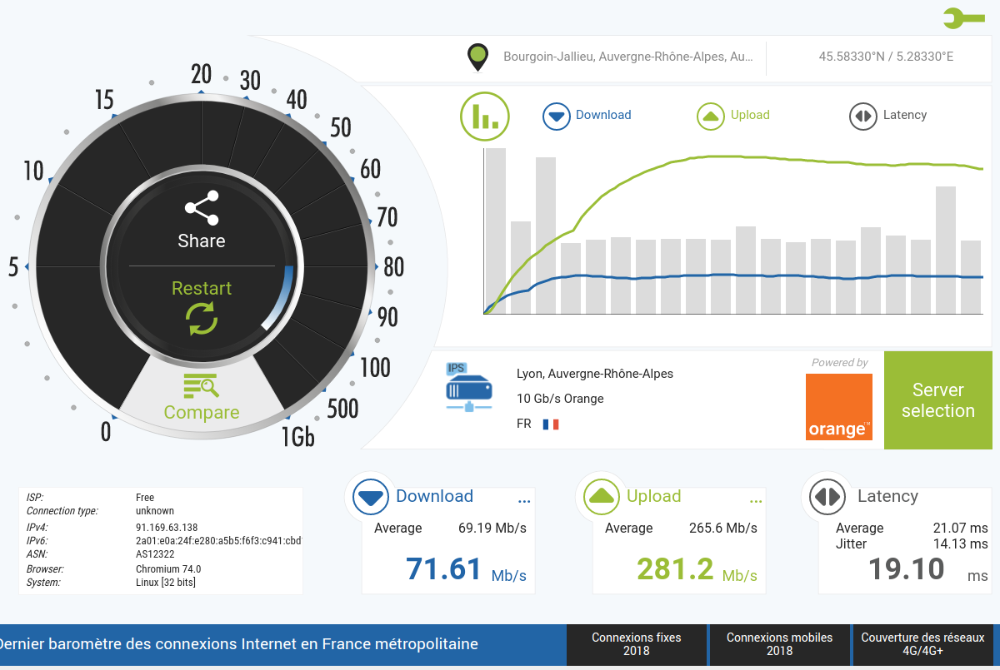 Bourgoin-Jallieu, Auvergne-Rhône-Alpes, Au...
45.58330°N / 5.28330°E
0
5
10
15
20
30
40
50
60
70
80
90
100
500
1Gb
Share
Restart
Compare
Download
Upload
Latency
IPS
Lyon, Auvergne-Rhône-Alpes
10 Gb/s Orange
FR
Powered by
orange™
Server
selection
ISP: Free
Connection type: unknown
IPv4: 91.169.63.138
IPv6: 2a01:e0a:24f:e280:a5b5:f6f3:c941:cbd
ASN: AS12322
Browser: Chromium 74.0
System: Linux [32 bits]
Download ...
Average 69.19 Mb/s
71.61 Mb/s
Upload ...
Average 265.6 Mb/s
281.2 Mb/s
Latency
Average 21.07 ms
Jitter 14.13 ms
19.10 ms
Dernier baromètre des connexions Internet en France métropolitaine
Connexions fixes
2018
Connexions mobiles
2018
Couverture des réseaux
4G/4G+